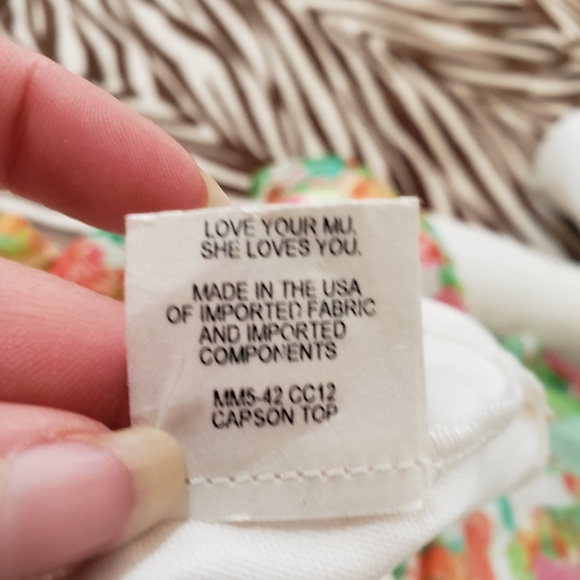 LOVE YOUR MU,
SHE LOVES YOU.
MADE IN THE USA
OF IMPORTED FABRIC
AND IMPORTED
COMPONENTS
MM5-42 CC12
CAPSON TOP